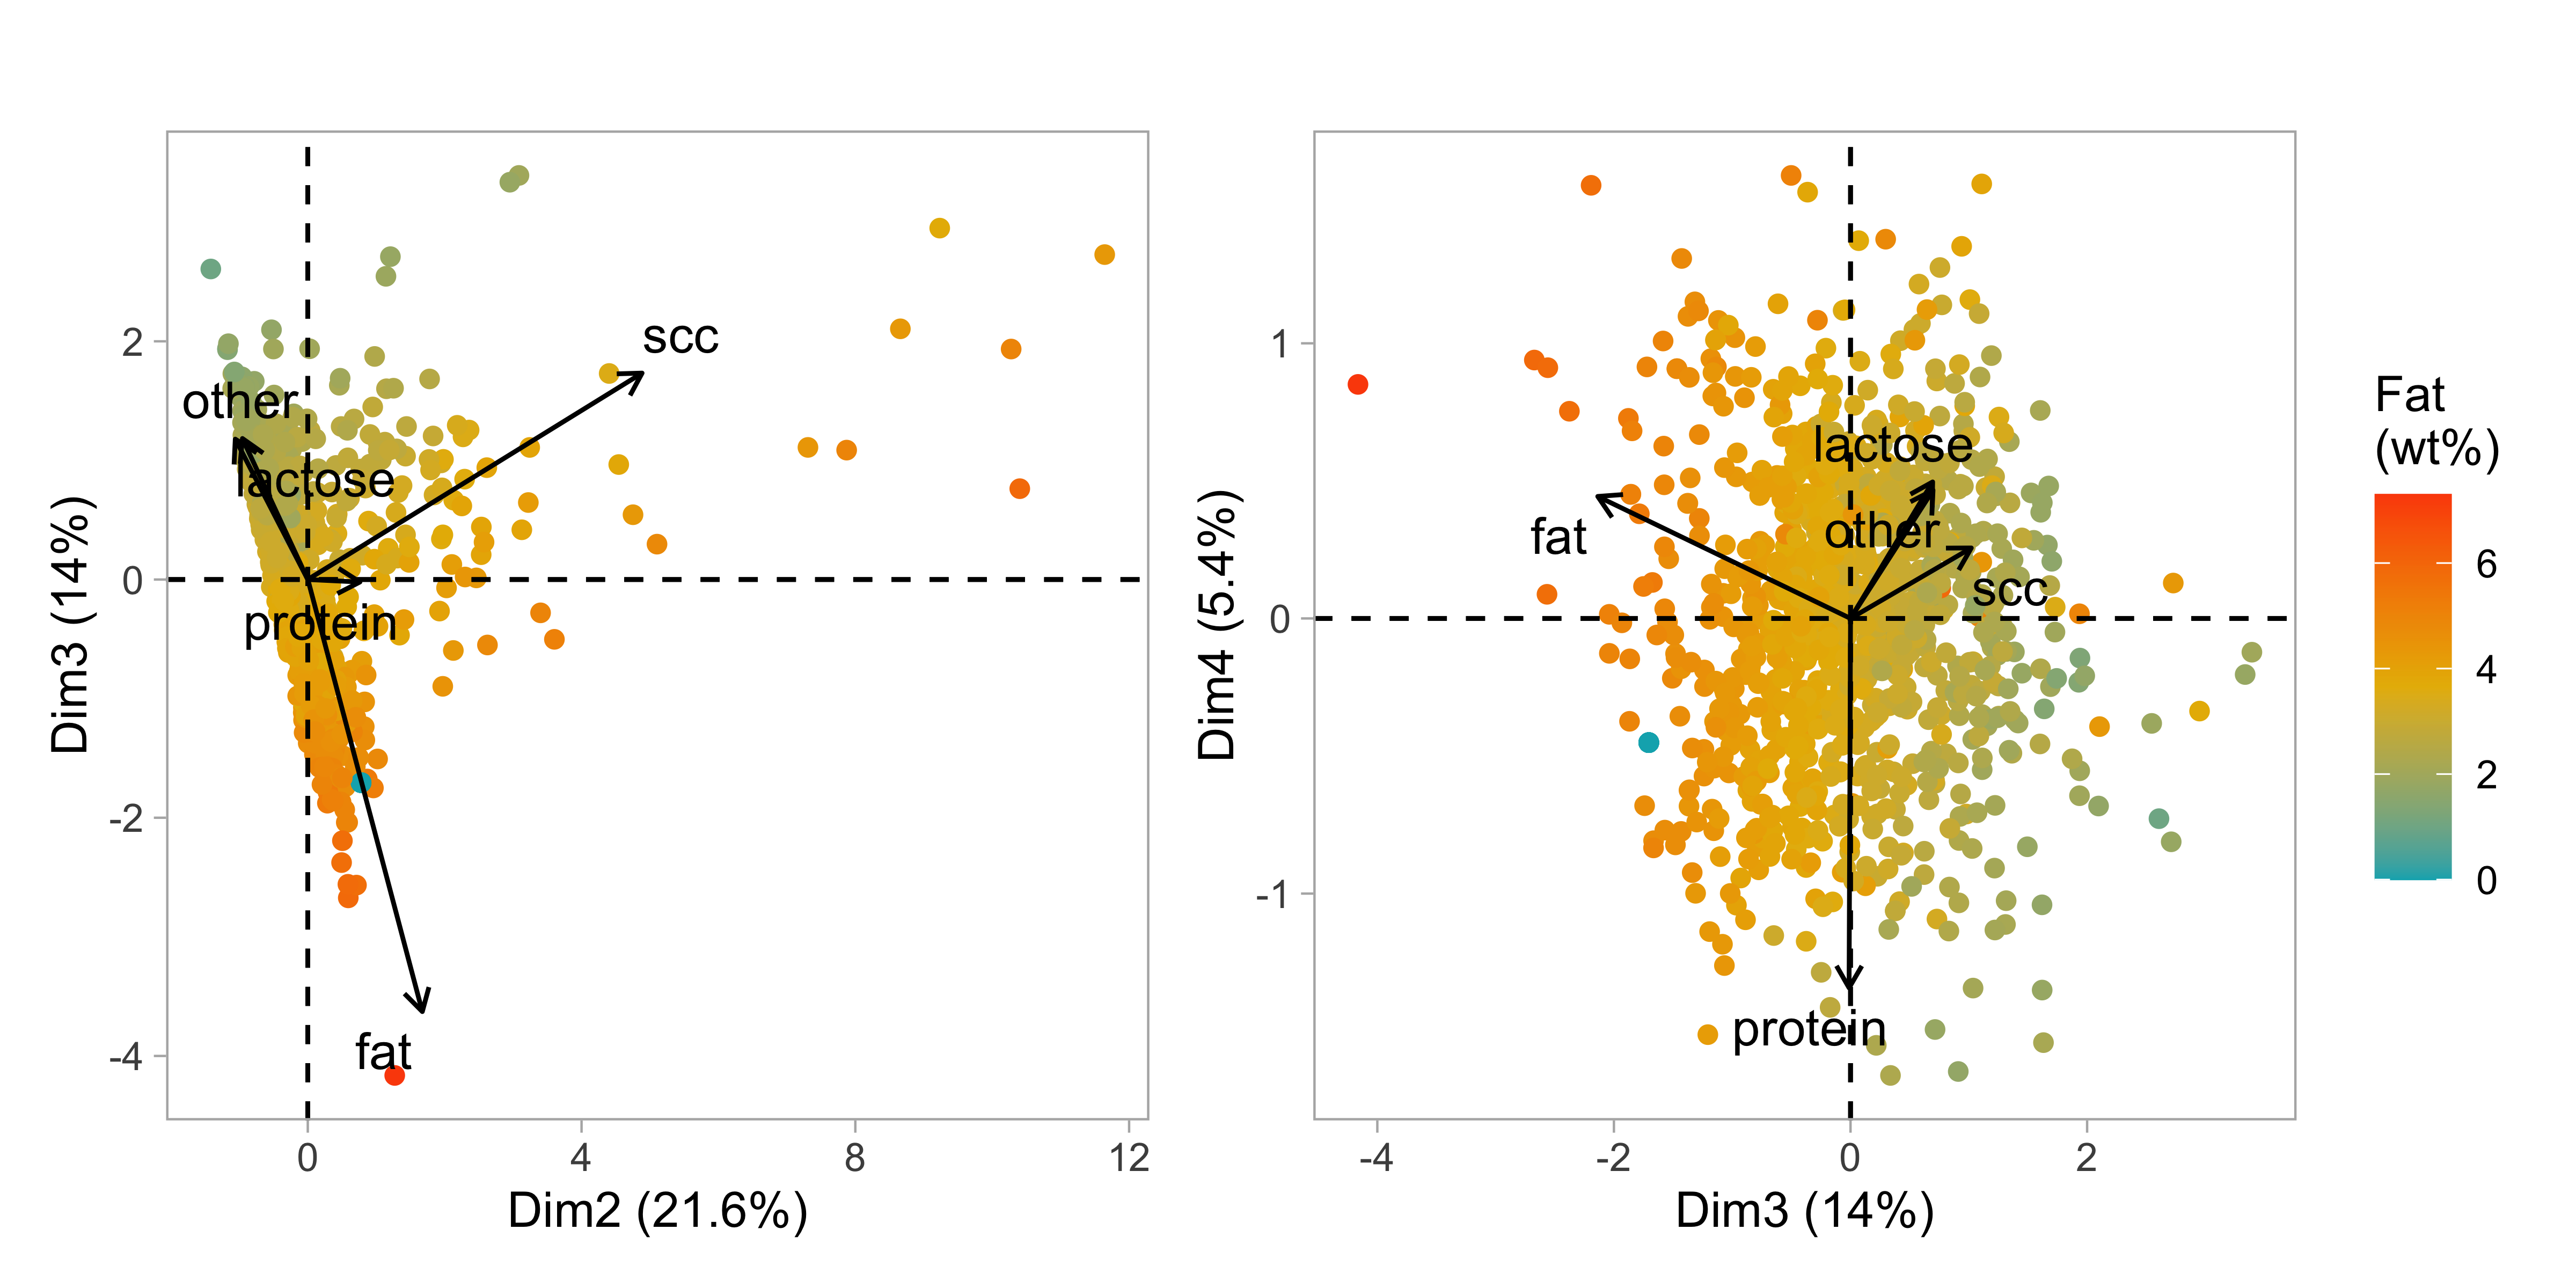 scc
other
lactose
protein
fat
2
0
-2
-4
0
4
8
12
Dim2 (21.6%)
Dim3 (14%)
lactose
other
fat
scc
protein
1
0
-1
-4
-2
0
2
Dim3 (14%)
Dim4 (5.4%)
Fat
(wt%)
6
4
2
0